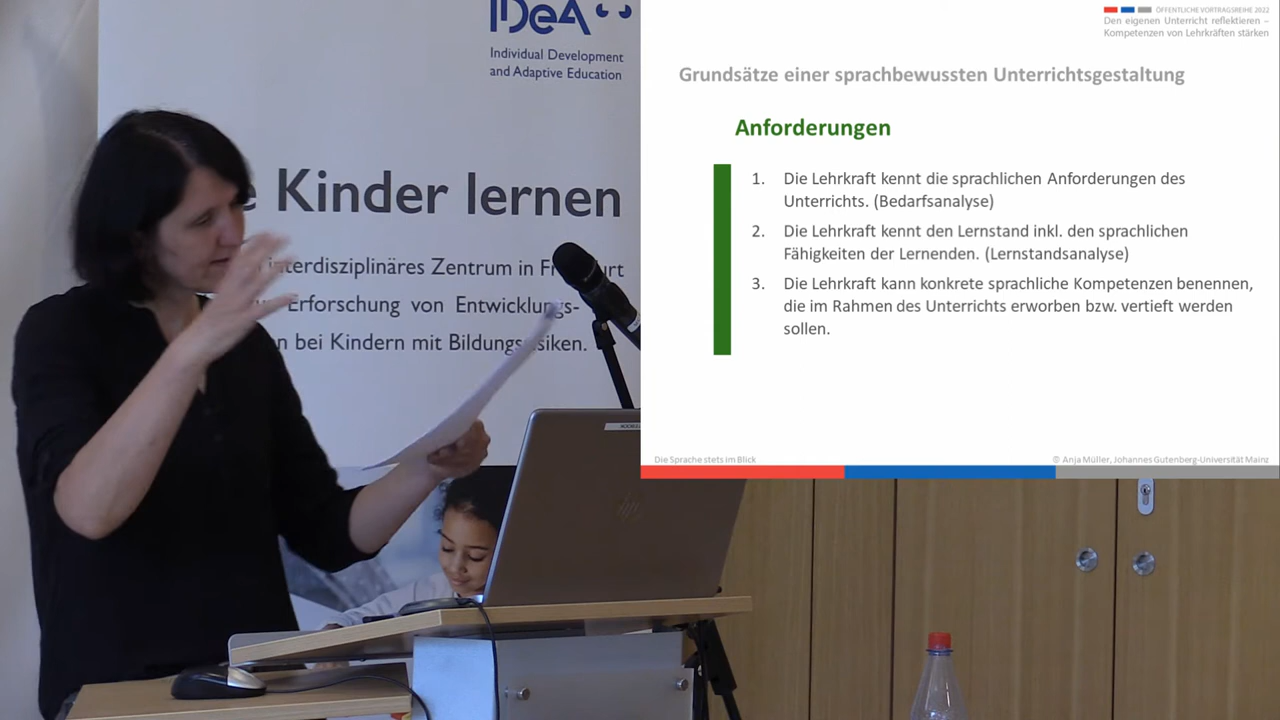 IDeA
Individual Development
and Adaptive Education
Kinder lernen
interdisziplinäres Zentrum in
Erforschung von Entwicklungs-
bei Kindern mit Bildungsrisiken.
ÖFFENTLICHE VORTRAGSREIHE 2022
Den eigenen Unterricht reflektieren –
Kompetenzen von Lehrkräften stärken
Grundsätze einer sprachbewussten Unterrichtsgestaltung
Anforderungen
1. Die Lehrkraft kennt die sprachlichen Anforderungen des
Unterrichts. (Bedarfsanalyse)
2. Die Lehrkraft kennt den Lernstand inkl. den sprachlichen
Fähigkeiten der Lernenden. (Lernstandsanalyse)
3. Die Lehrkraft kann konkrete sprachliche Kompetenzen benennen,
die im Rahmen des Unterrichts erworben bzw. vertieft werden
sollen.
Die Sprache stets im Blick
© Anja Müller, Johannes Gutenberg-Universität Mainz
hp